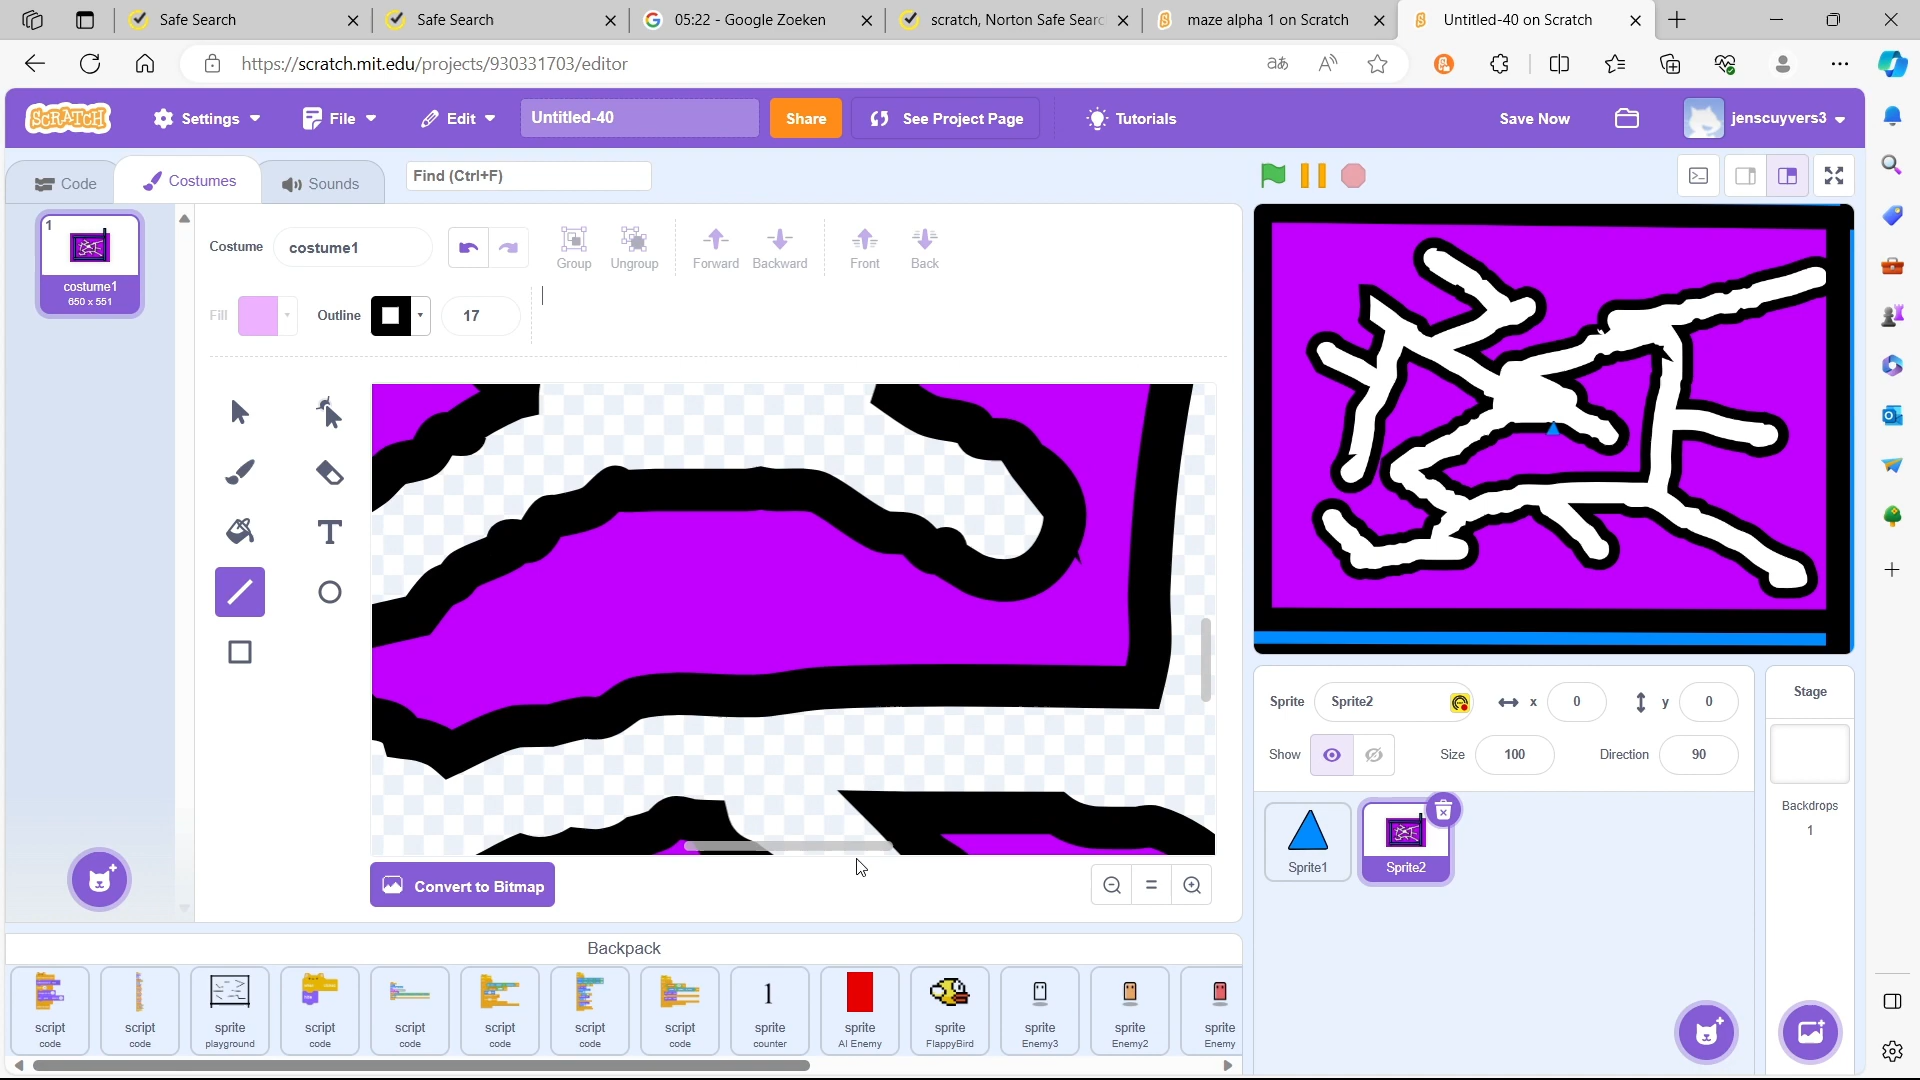 Safe Search
Safe Search
05:22 - Google Zoeken
scratch, Norton Safe Searc
maze alpha 1 on Scratch
Untitled-40 on Scratch
https://scratch.mit.edu/projects/930331703/editor
SCRATCH
Settings
File
Edit
Untitled-40
Share
See Project Page
Tutorials
Save Now
jenscuyvers3
Code
Costumes
Sounds
Find (Ctrl+F)
1
costume1
650 x 551
Costume
costume1
Group
Ungroup
Forward
Backward
Front
Back
Fill
Outline
17
T
Convert to Bitmap
Sprite
Sprite2
x
0
y
0
Show
Size
100
Direction
90
Stage
Backdrops
1
Sprite1
Sprite2
Backpack
script
code
script
code
sprite
playground
script
code
script
code
script
code
script
code
script
code
1
sprite
counter
sprite
AI Enemy
sprite
FlappyBird
sprite
Enemy3
sprite
Enemy2
sprite
Enemy